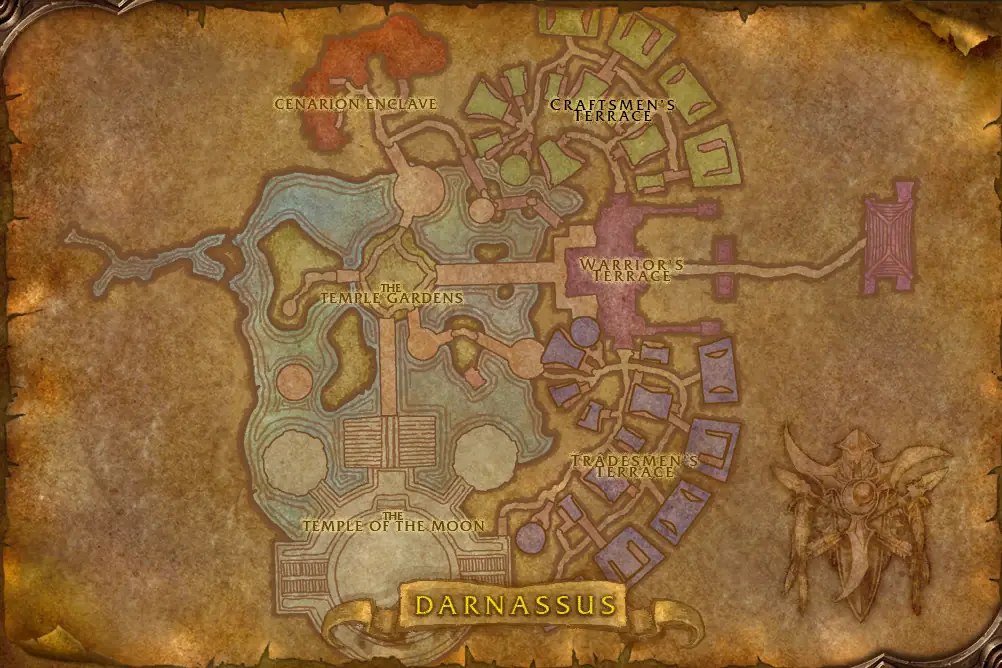 CENARION ENCLAVE
CRAFTSMEN'S
TERRACE
WARRIOR'S
TERRACE
THE
TEMPLE GARDENS
TRADESMEN'S
TERRACE
THE
TEMPLE OF THE MOON
DARNASSUS